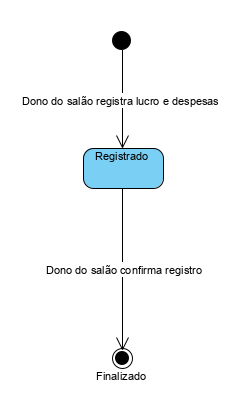 Dono do salão registra lucro e despesas
Registrado
Dono do salão confirma registro
Finalizado